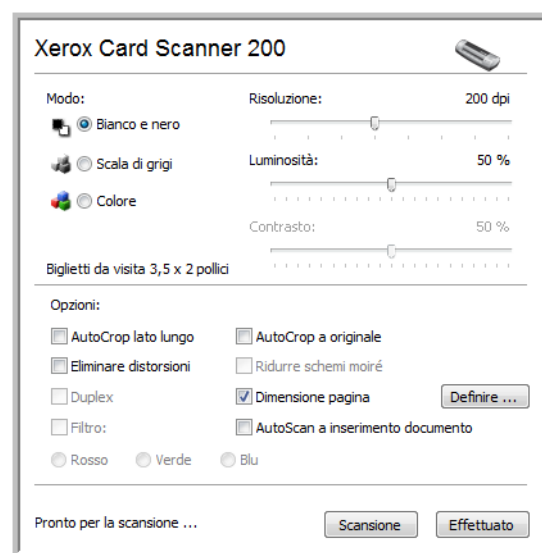 Xerox Card Scanner 200
Modo:
Bianco e nero
Scala di grigi
Colore
Biglietti da visita 3,5 x 2 pollici
Risoluzione: 200 dpi
Luminosità: 50 %
Contrasto: 50 %
Opzioni:
AutoCrop lato lungo AutoCrop a originale
Eliminare distorsioni Ridurre schemi moiré
Duplex Dimensione pagina Definire ...
Filtro: AutoScan a inserimento documento
Rosso Verde Blu
Pronto per la scansione ... Scansione Effettuato